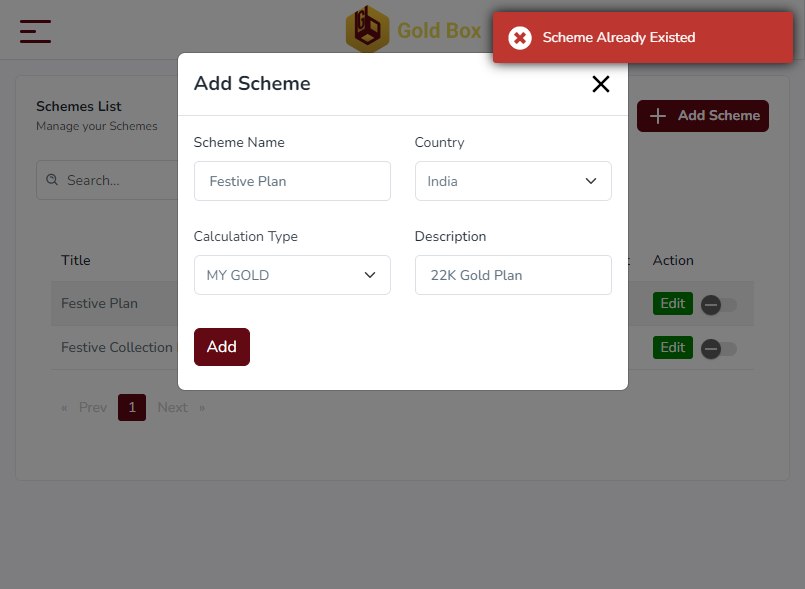 Gold Box
Scheme Already Existed
Add Scheme
Schemes List
Manage your Schemes
Add Scheme
Scheme Name
Country
Festive Plan
India
Search...
Calculation Type
Description
MY GOLD
22K Gold Plan
Title
Action
Festive Plan
Edit
Add
Festive Collection
Edit
« Prev 1 Next »